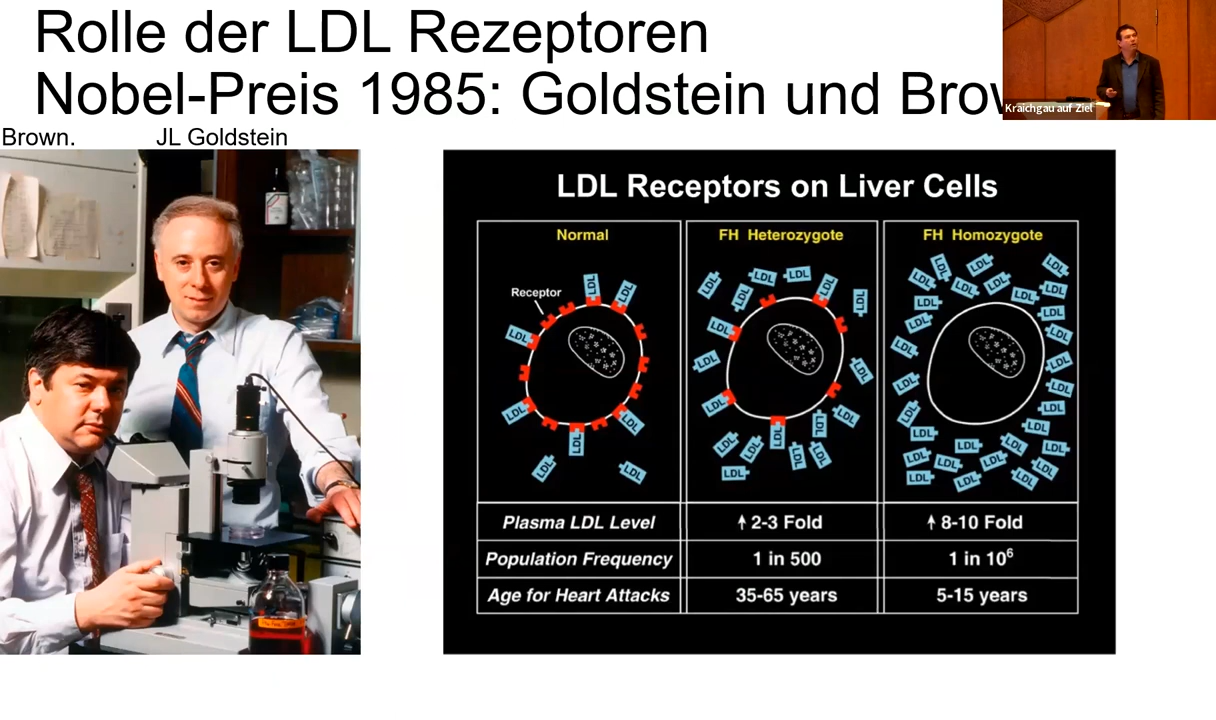 Rolle der LDL Rezeptoren
Nobel-Preis 1985: Goldstein und Brov
Kraichgau auf Ziel
Brown. JL Goldstein
LDL Receptors on Liver Cells
Normal FH Heterozygote FH Homozygote
Receptor
LDL
Plasma LDL Level ↑ 2-3 Fold ↑ 8-10 Fold
Population Frequency 1 in 500 1 in 10⁶
Age for Heart Attacks 35-65 years 5-15 years